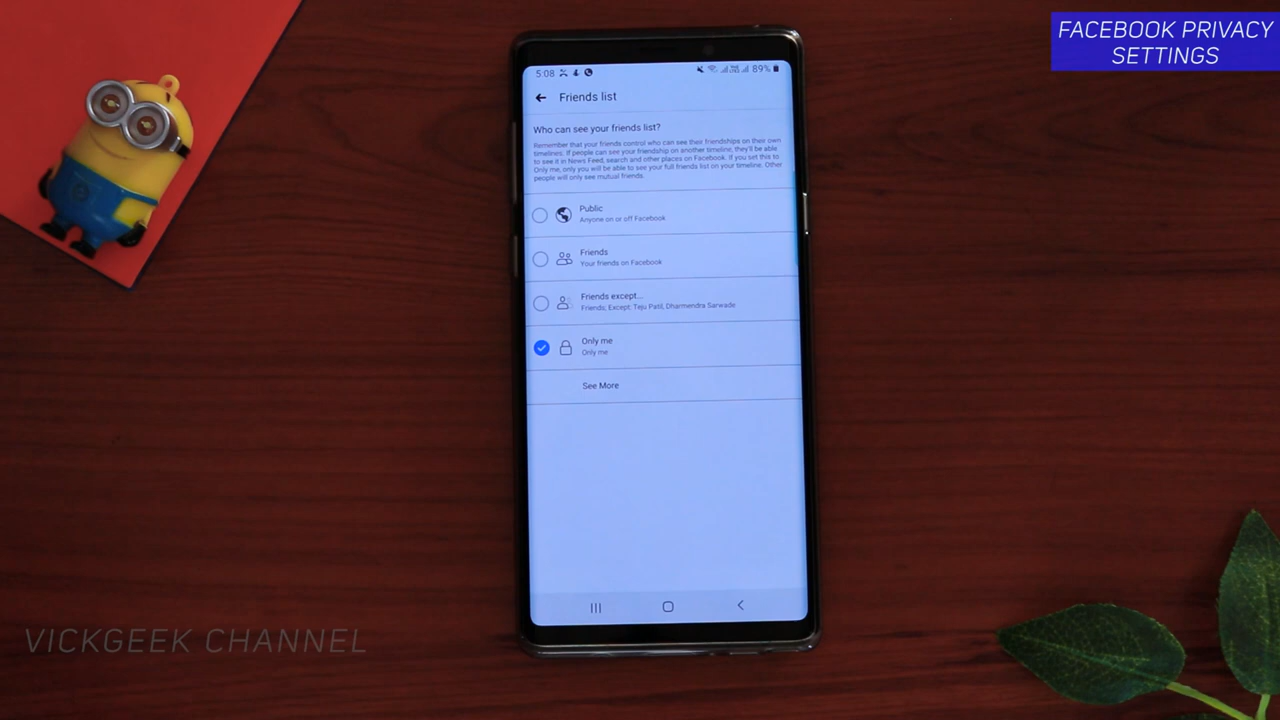 FACEBOOK PRIVACY
SETTINGS
5:08
89%
Friends list
Who can see your friends list?
Remember that your friends control who can see their friendships on their own
timelines. If people can see your friendship on another timeline, they'll be able
to see it in News Feed, search and other places on Facebook. If you set this to
Only me, only you will be able to see your full friends list on your timeline. Other
people will only see mutual friends.
Public
Anyone on or off Facebook
Friends
Your friends on Facebook
Friends except...
Friends; Except: Teju Patil, Dharmendra Sarwade
Only me
Only me
See More
VICKGEEK CHANNEL